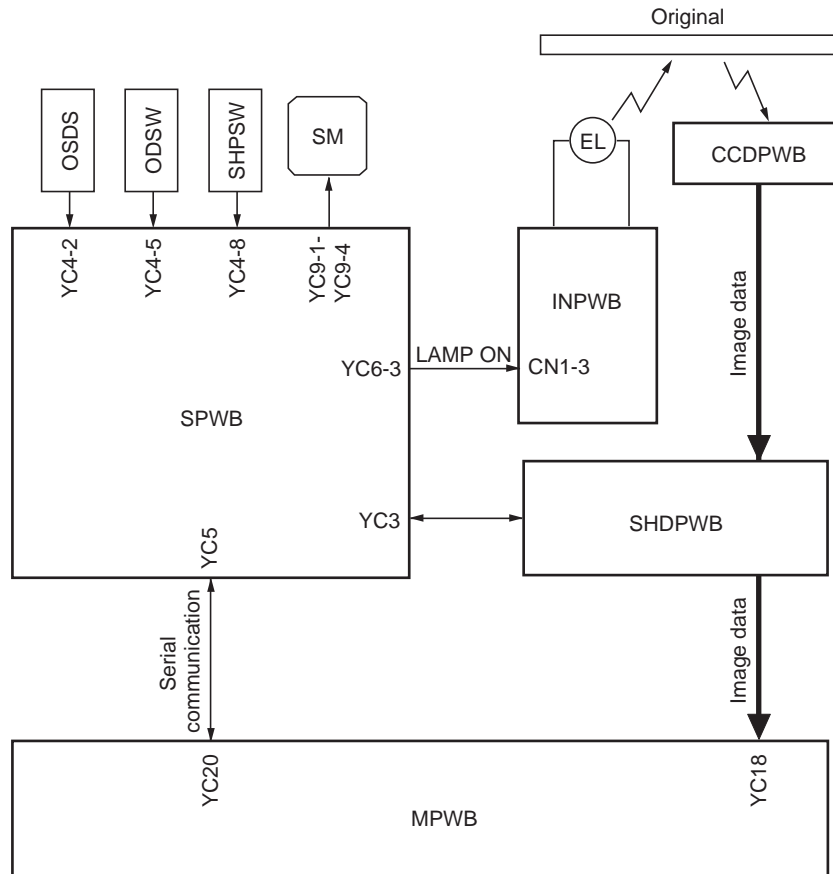 Original
OSDS
ODSW
SHPSW
SM
EL
CCDPWB
YC4-2
YC4-5
YC4-8
YC9-1-
YC9-4
INPWB
Image data
YC6-3
LAMP ON
CN1-3
SPWB
YC3
SHDPWB
YC5
Serial
communication
Image data
YC20
YC18
MPWB